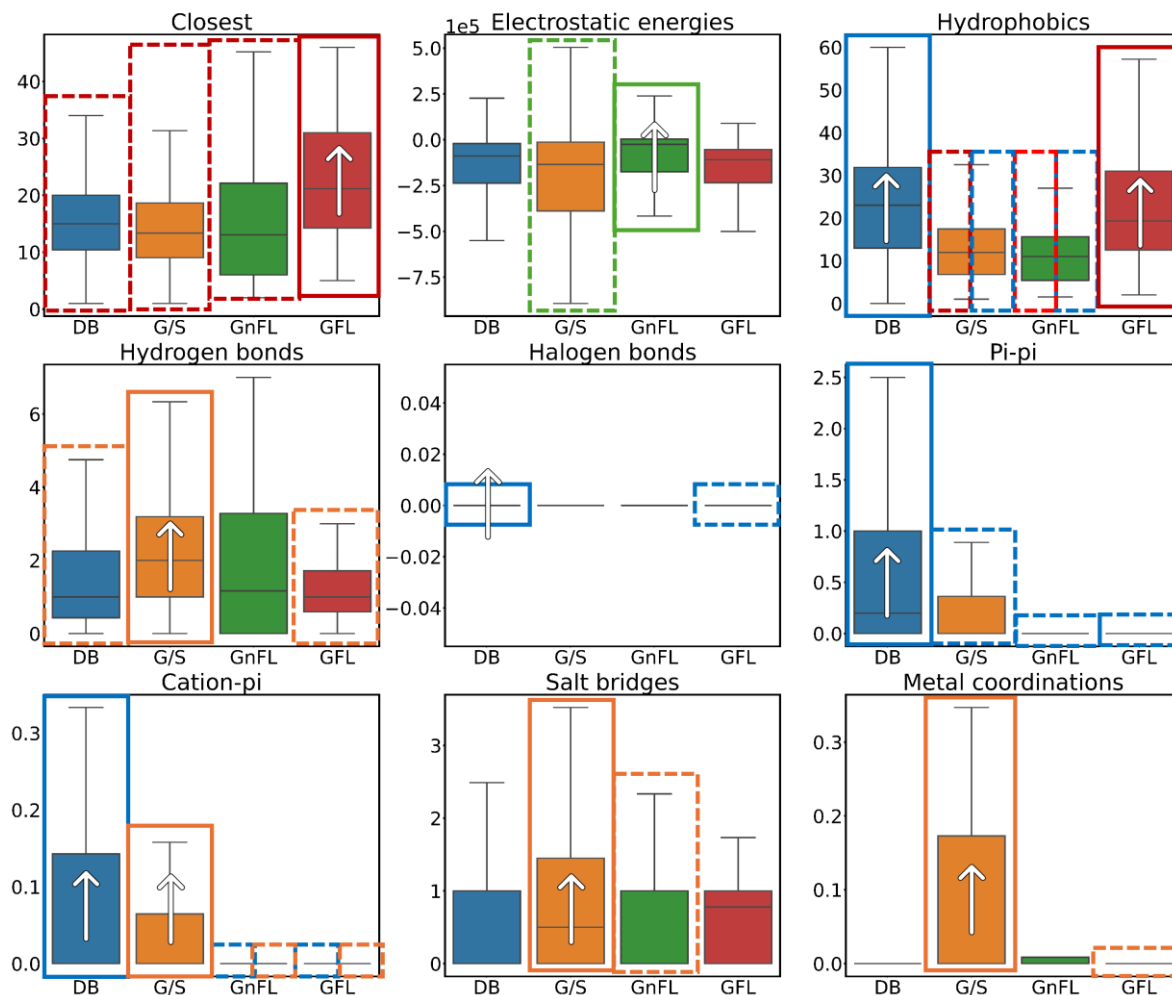 Closest
40
30
20
10
0
DB G/S GnFL GFL
Electrostatic energies
1e5
5.0
2.5
0.0
−2.5
−5.0
−7.5
DB G/S GnFL GFL
Hydrophobics
60
50
40
30
20
10
0
DB G/S GnFL GFL
Hydrogen bonds
6
4
2
0
DB G/S GnFL GFL
Halogen bonds
0.04
0.02
0.00
−0.02
−0.04
DB G/S GnFL GFL
Pi-pi
2.5
2.0
1.5
1.0
0.5
0.0
DB G/S GnFL GFL
Cation-pi
0.3
0.2
0.1
0.0
DB G/S GnFL GFL
Salt bridges
3
2
1
0
DB G/S GnFL GFL
Metal coordinations
0.3
0.2
0.1
0.0
DB G/S GnFL GFL